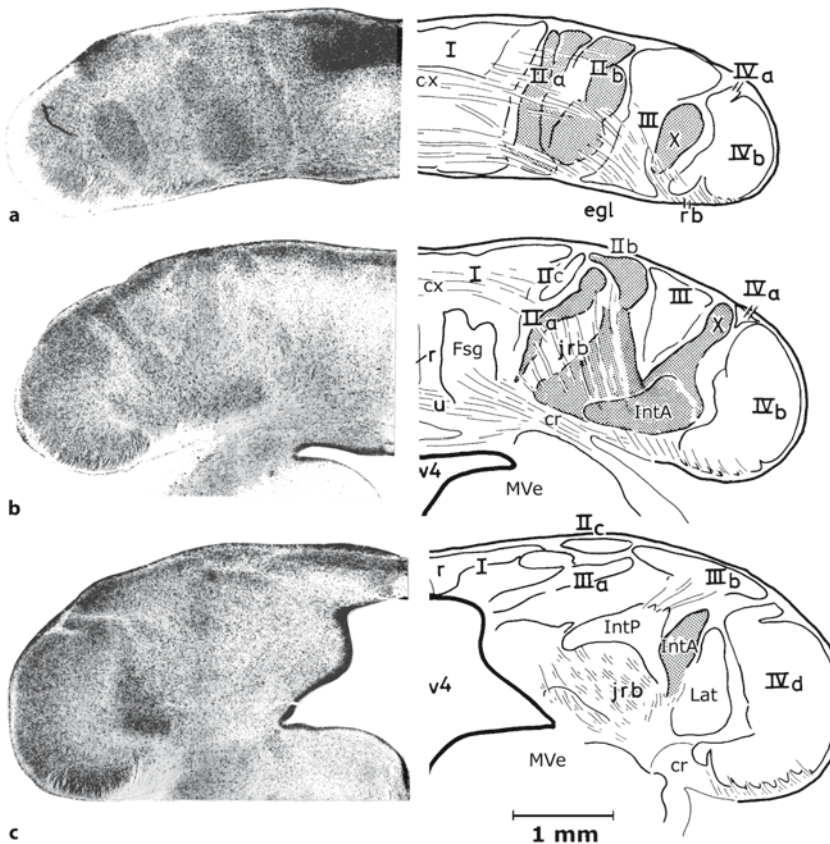 I
IIa
IIb
IVa
cx
III
X
IVb
egl
rb
a
IIb
I
IIc
III
IVa
cx
X
IIa
jrb
r
Fsg
IVb
u
IntA
cr
v4
MVe
b
IIc
r
I
IIIa
IIIb
IntP
IntA
v4
jrb
Lat
IVd
MVe
cr
1 mm
c